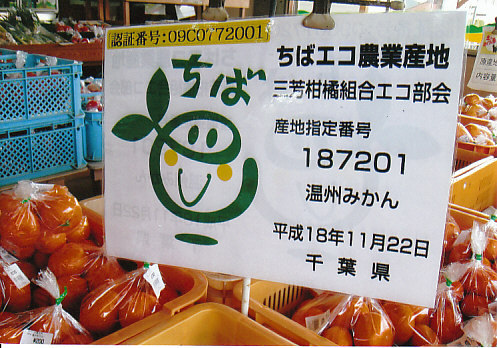 認証番号:09C0772001
ちば
ちばエコ農業産地
三芳柑橘組合エコ部会
産地指定番号
187201
温州みかん
平成18年11月22日
千葉県